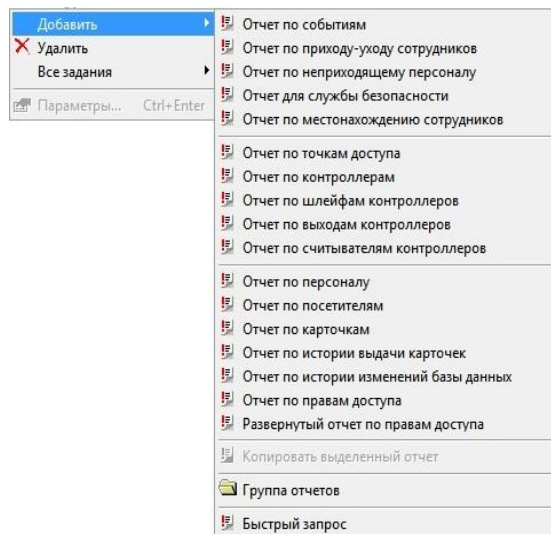 Добавить
Удалить
Все задания
Параметры... Ctrl+Enter
Отчет по событиям
Отчет по приходу-уходу сотрудников
Отчет по неприходящему персоналу
Отчет для службы безопасности
Отчет по местонахождению сотрудников
Отчет по точкам доступа
Отчет по контроллерам
Отчет по шлейфам контроллеров
Отчет по выходам контроллеров
Отчет по считывателям контроллеров
Отчет по персоналу
Отчет по посетителям
Отчет по карточкам
Отчет по истории выдачи карточек
Отчет по истории изменений базы данных
Отчет по правам доступа
Развернутый отчет по правам доступа
Копировать выделенный отчет
Группа отчетов
Быстрый запрос